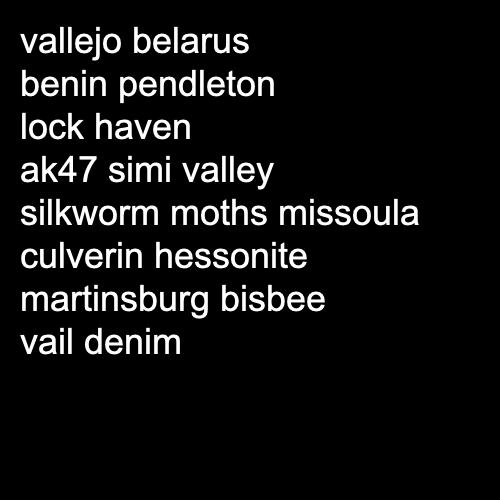 vallejo belarus
benin pendleton
lock haven
ak47 simi valley
silkworm moths missoula
culverin hessonite
martinsburg bisbee
vail denim